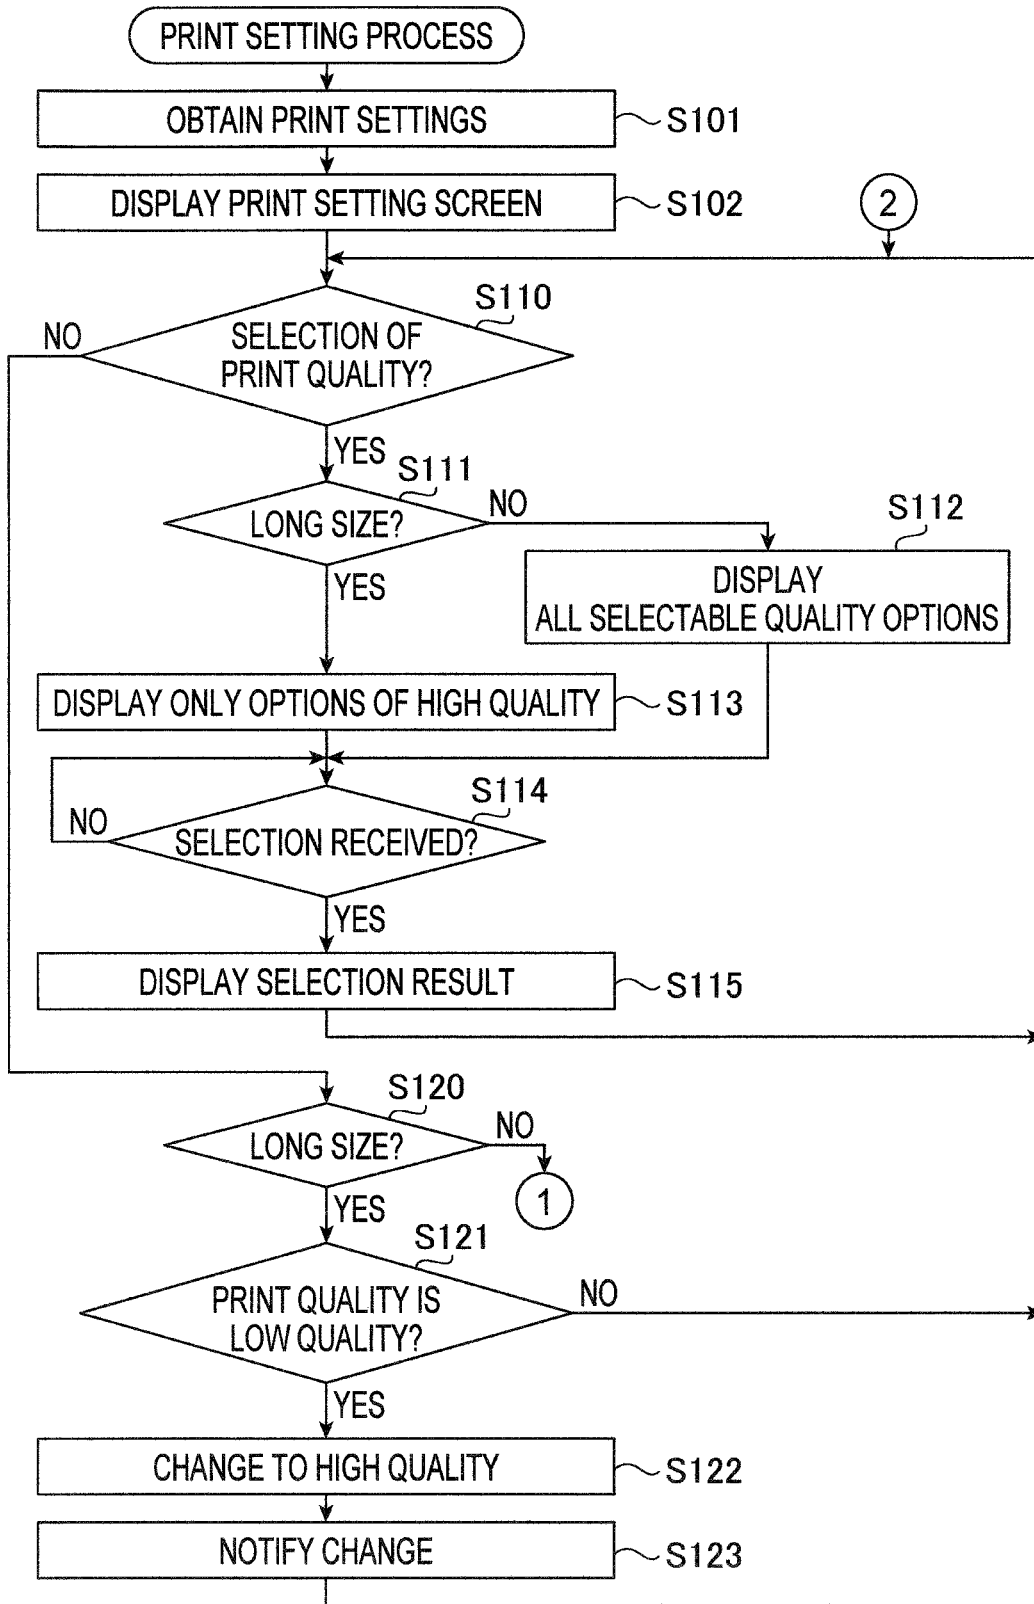 PRINT SETTING PROCESS
OBTAIN PRINT SETTINGS
S101
DISPLAY PRINT SETTING SCREEN
S102
2
S110
NO
SELECTION OF
PRINT QUALITY?
YES
S111
NO
LONG SIZE?
S112
YES
DISPLAY
ALL SELECTABLE QUALITY OPTIONS
DISPLAY ONLY OPTIONS OF HIGH QUALITY
S113
S114
NO
SELECTION RECEIVED?
YES
DISPLAY SELECTION RESULT
S115
S120
NO
LONG SIZE?
1
YES
S121
NO
PRINT QUALITY IS
LOW QUALITY?
YES
CHANGE TO HIGH QUALITY
S122
NOTIFY CHANGE
S123